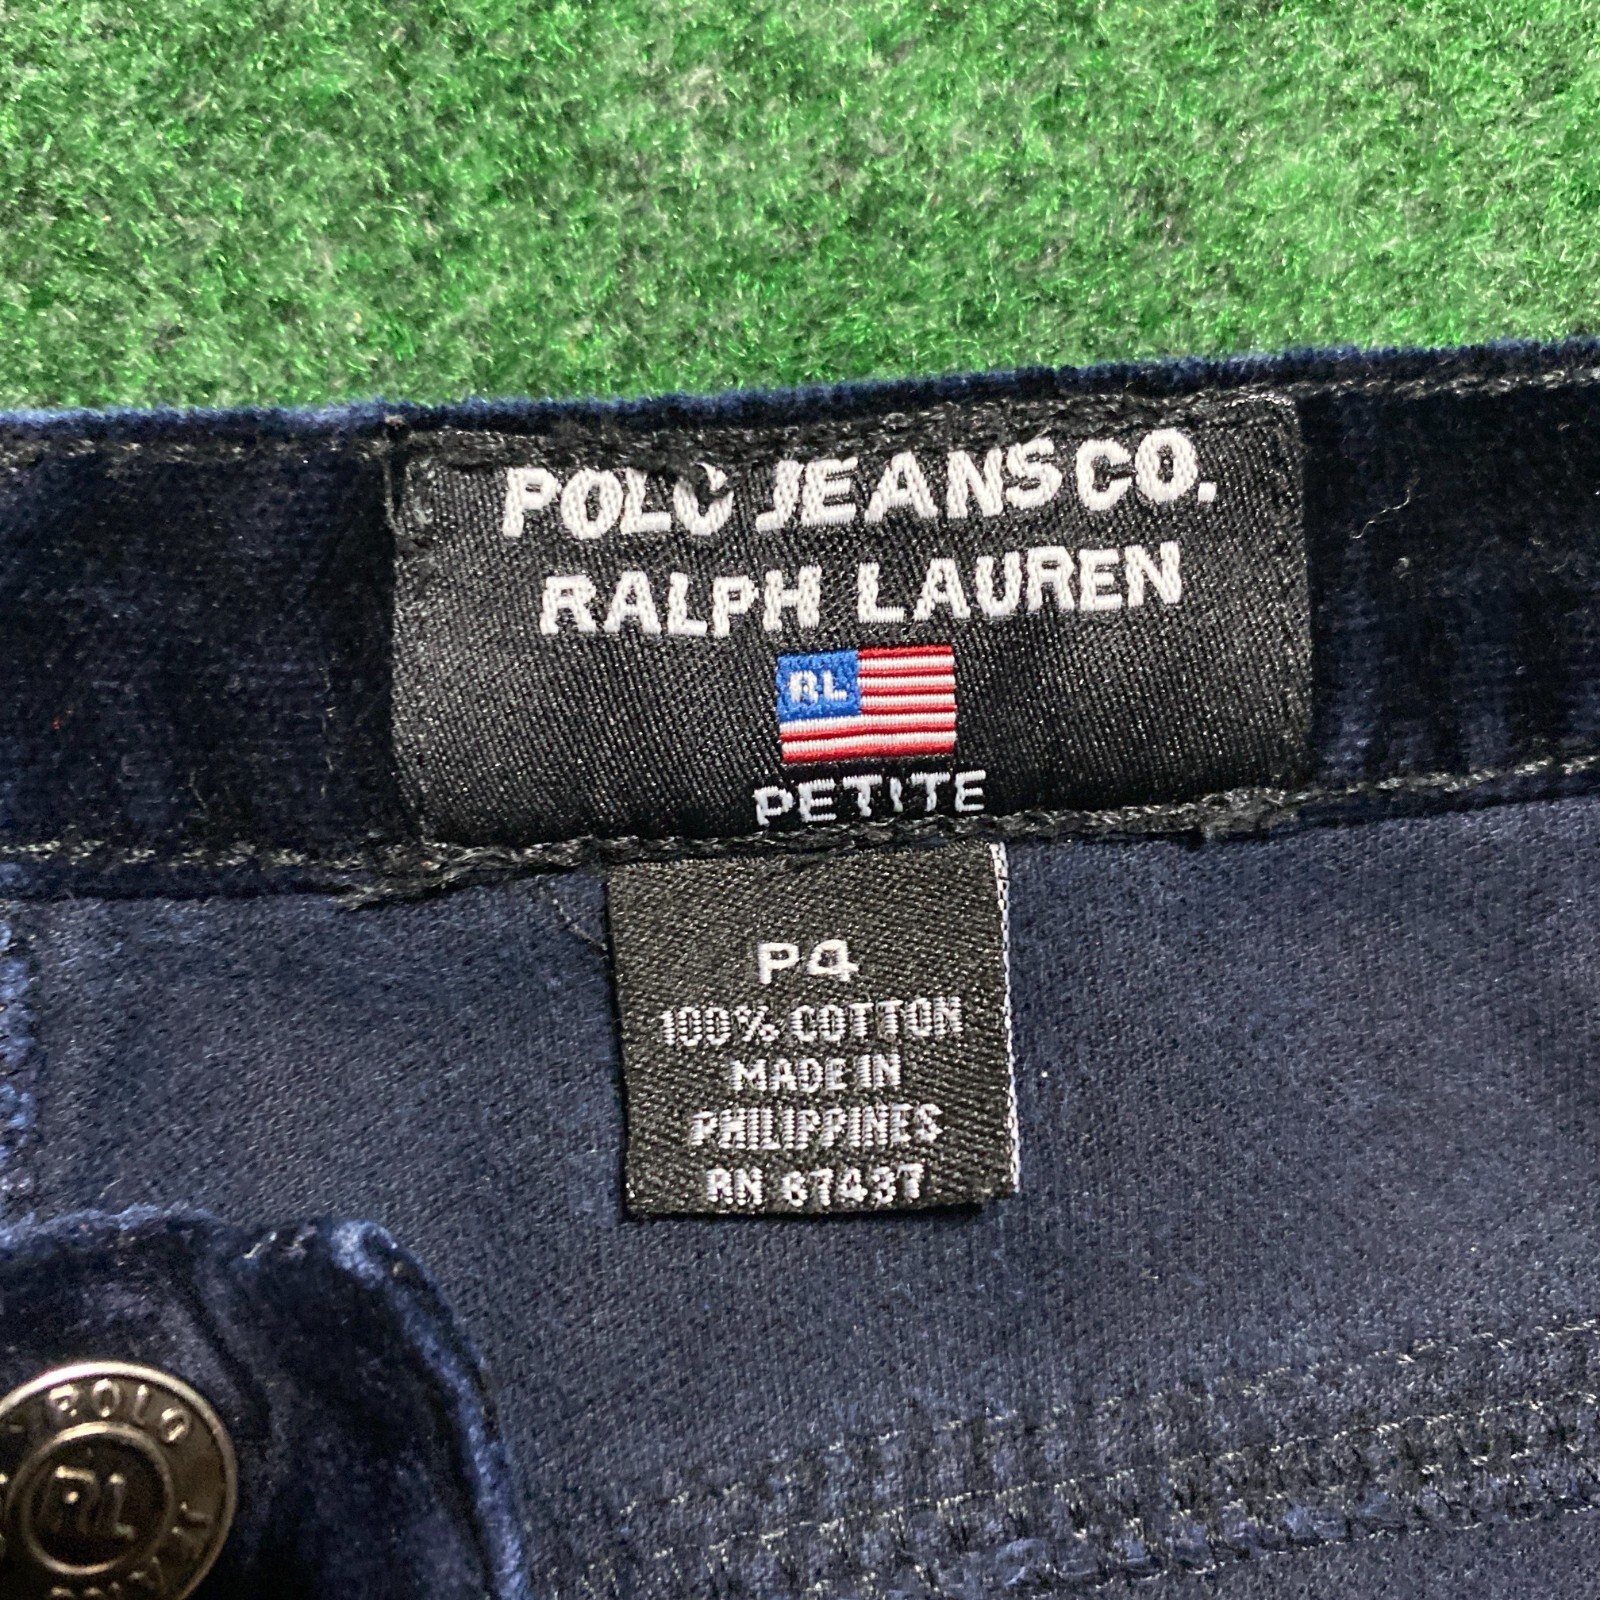 POLO JEANS CO.
RALPH LAUREN
RL
PETITE
P4
100% COTTON
MADE IN
PHILIPPINES
RN 67437
POLO
RL